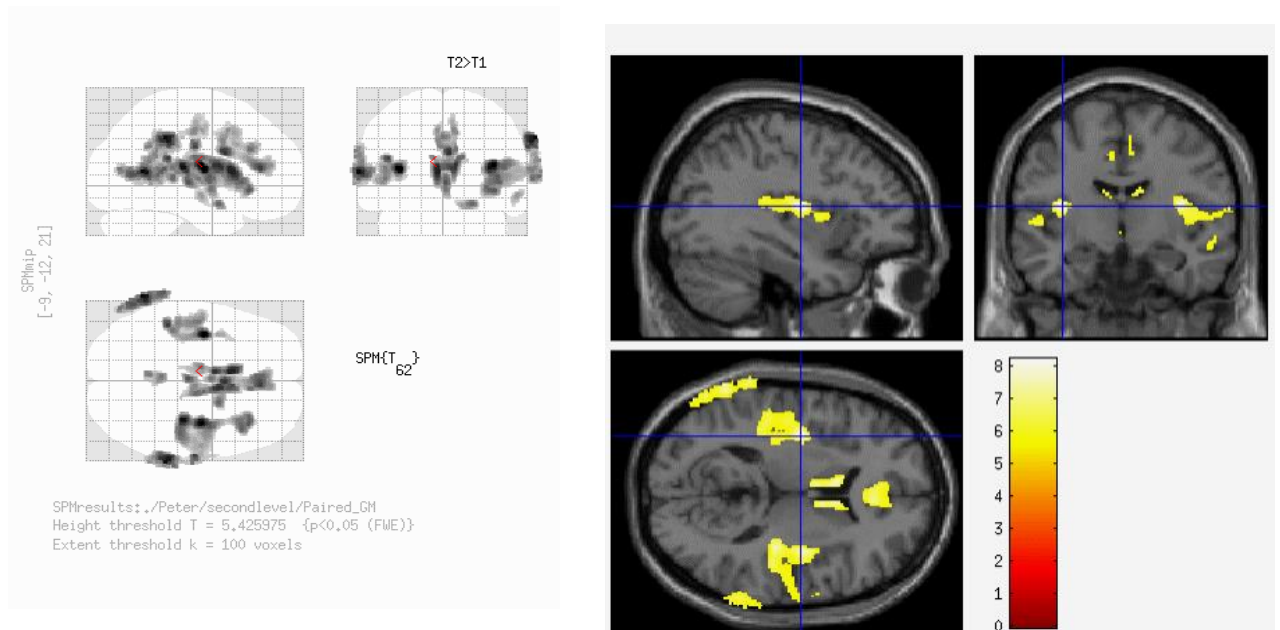 T2>T1
SPMmip
[-9, -12, 21]
SPM{T
62
}
SPMresults:./Peter/secondlevel/Paired_GM
Height threshold T = 5.425975  {p<0.05 (FWE)}
Extent threshold k = 100 voxels
8
7
6
5
4
3
2
1
0